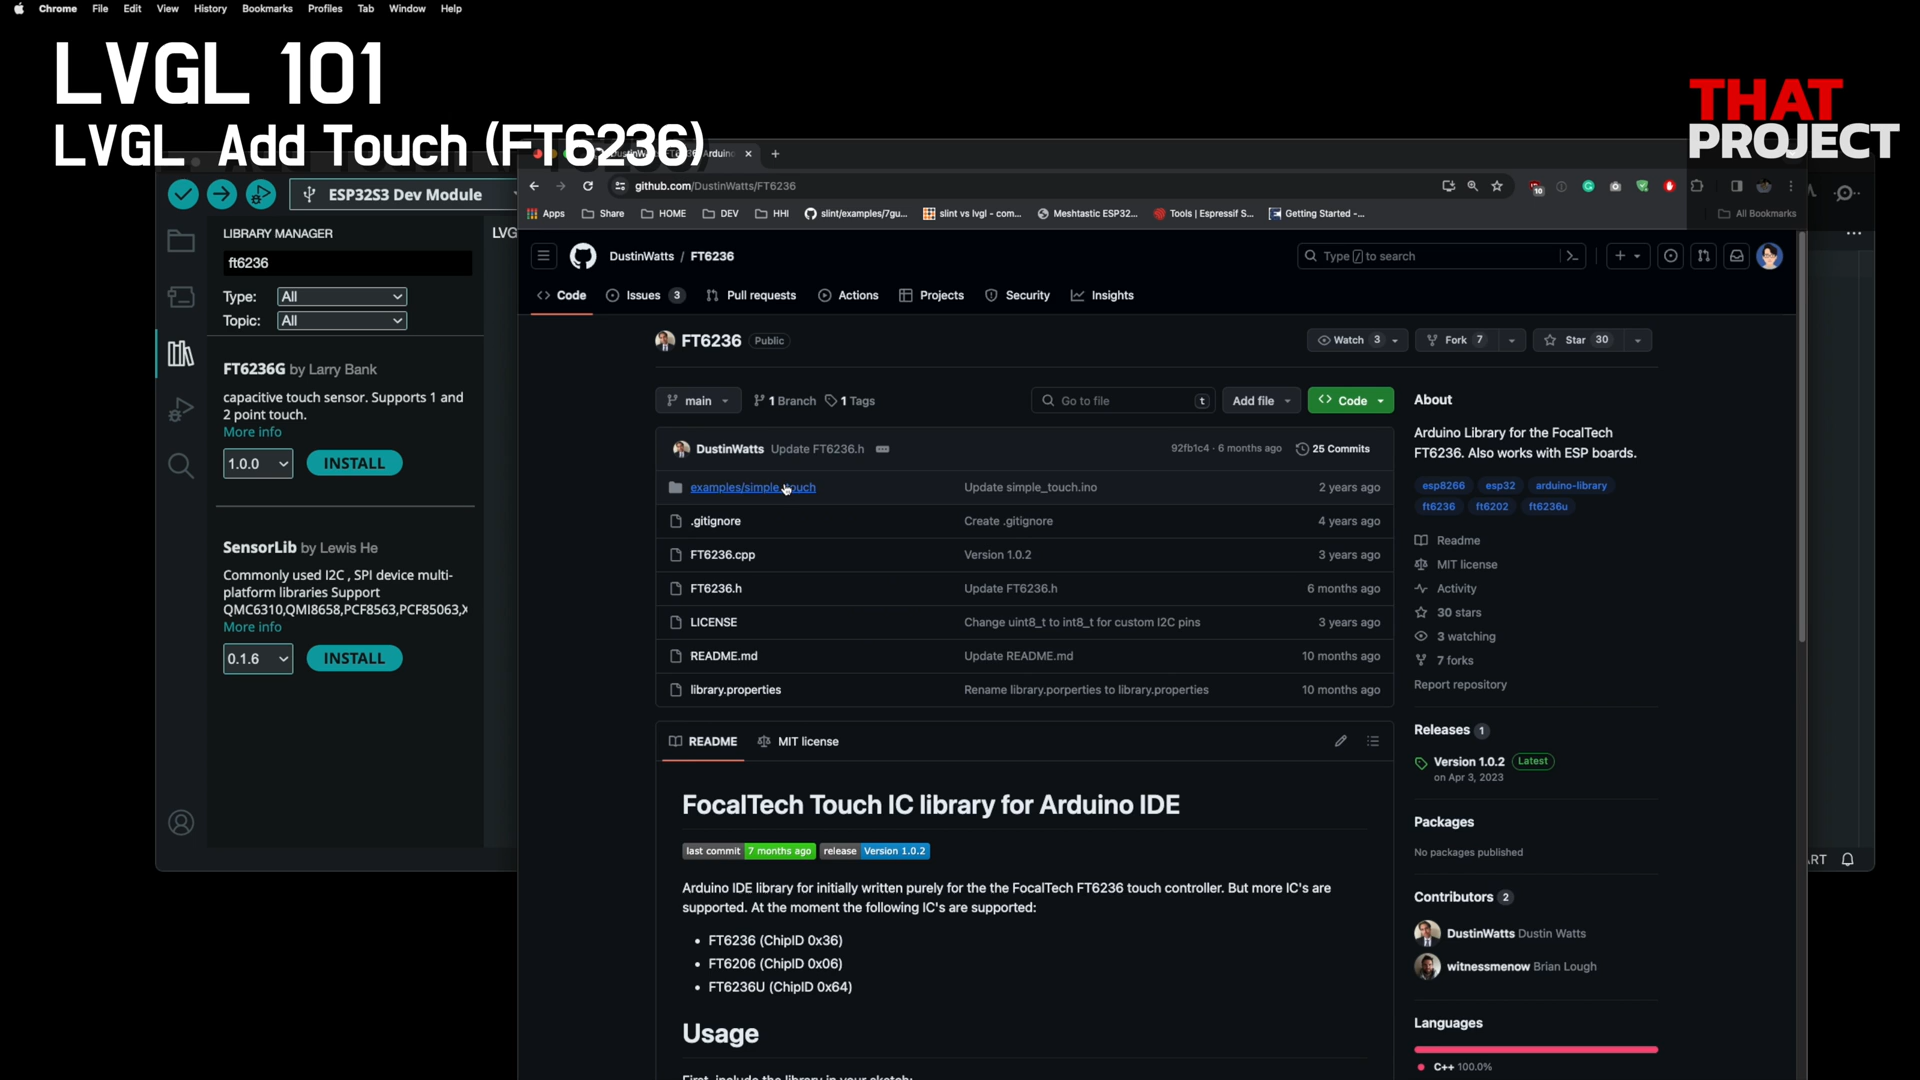 Chrome File Edit View History Bookmarks Profiles Tab Window Help
LVGL 101
LVGL Add Touch (FT6236)
THAT
PROJECT
ESP32S3 Dev Module
LIBRARY MANAGER
LVG
ft6236
Type: All
Topic: All
FT6236G by Larry Bank
capacitive touch sensor. Supports 1 and
2 point touch.
More info
1.0.0 INSTALL
SensorLib by Lewis He
Commonly used I2C , SPI device multi-
platform libraries Support
QMC6310,QMI8658,PCF8563,PCF85063,X
More info
0.1.6 INSTALL
github.com/DustinWatts/FT6236
10
Apps Share HOME DEV HHI slint/examples/7gu... slint vs lvgl - com... Meshtastic ESP32... Tools | Espressif S... Getting Started -... All Bookmarks
DustinWatts / FT6236
Type / to search
Code Issues 3 Pull requests Actions Projects Security Insights
FT6236 Public
Watch 3 Fork 7 Star 30
main 1 Branch 1 Tags Go to file t Add file Code
DustinWatts Update FT6236.h 92fb1c4 · 6 months ago 25 Commits
examples/simple_touch Update simple_touch.ino 2 years ago
.gitignore Create .gitignore 4 years ago
FT6236.cpp Version 1.0.2 3 years ago
FT6236.h Update FT6236.h 6 months ago
LICENSE Change uint8_t to int8_t for custom I2C pins 3 years ago
README.md Update README.md 10 months ago
library.properties Rename library.porperties to library.properties 10 months ago
README MIT license
FocalTech Touch IC library for Arduino IDE
last commit 7 months ago release Version 1.0.2
Arduino IDE library for initially written purely for the the FocalTech FT6236 touch controller. But more IC's are
supported. At the moment the following IC's are supported:
• FT6236 (ChipID 0x36)
• FT6206 (ChipID 0x06)
• FT6236U (ChipID 0x64)
Usage
First, include the library in your sketch:
About
Arduino Library for the FocalTech
FT6236. Also works with ESP boards.
esp8266 esp32 arduino-library
ft6236 ft6202 ft6236u
Readme
MIT license
Activity
30 stars
3 watching
7 forks
Report repository
Releases 1
Version 1.0.2 Latest
on Apr 3, 2023
Packages
No packages published
Contributors 2
DustinWatts Dustin Watts
witnessmenow Brian Lough
Languages
C++ 100.0%